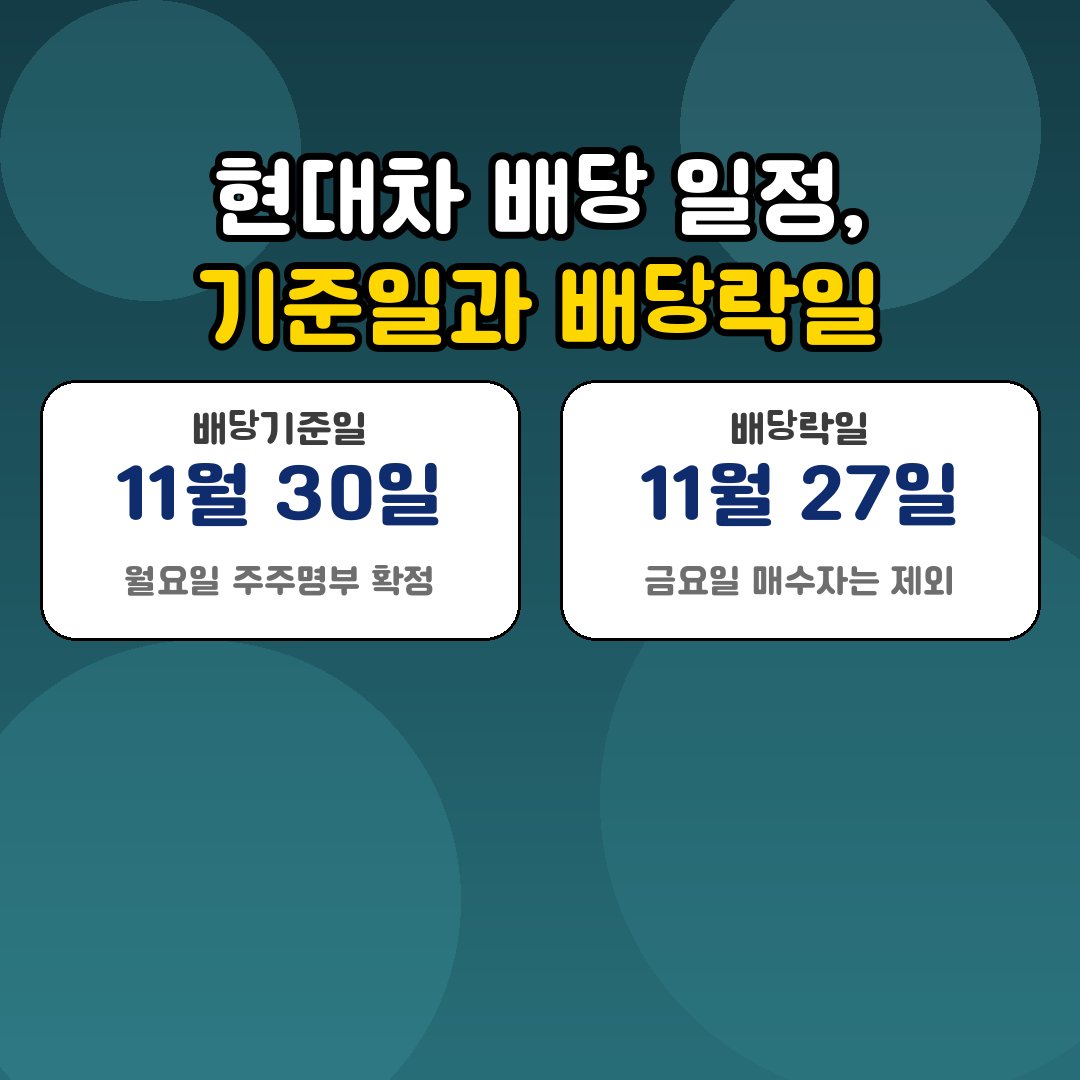 현대차 배당 일정,
기준일과 배당락일
배당기준일
11월 30일
월요일 주주명부 확정
배당락일
11월 27일
금요일 매수자는 제외